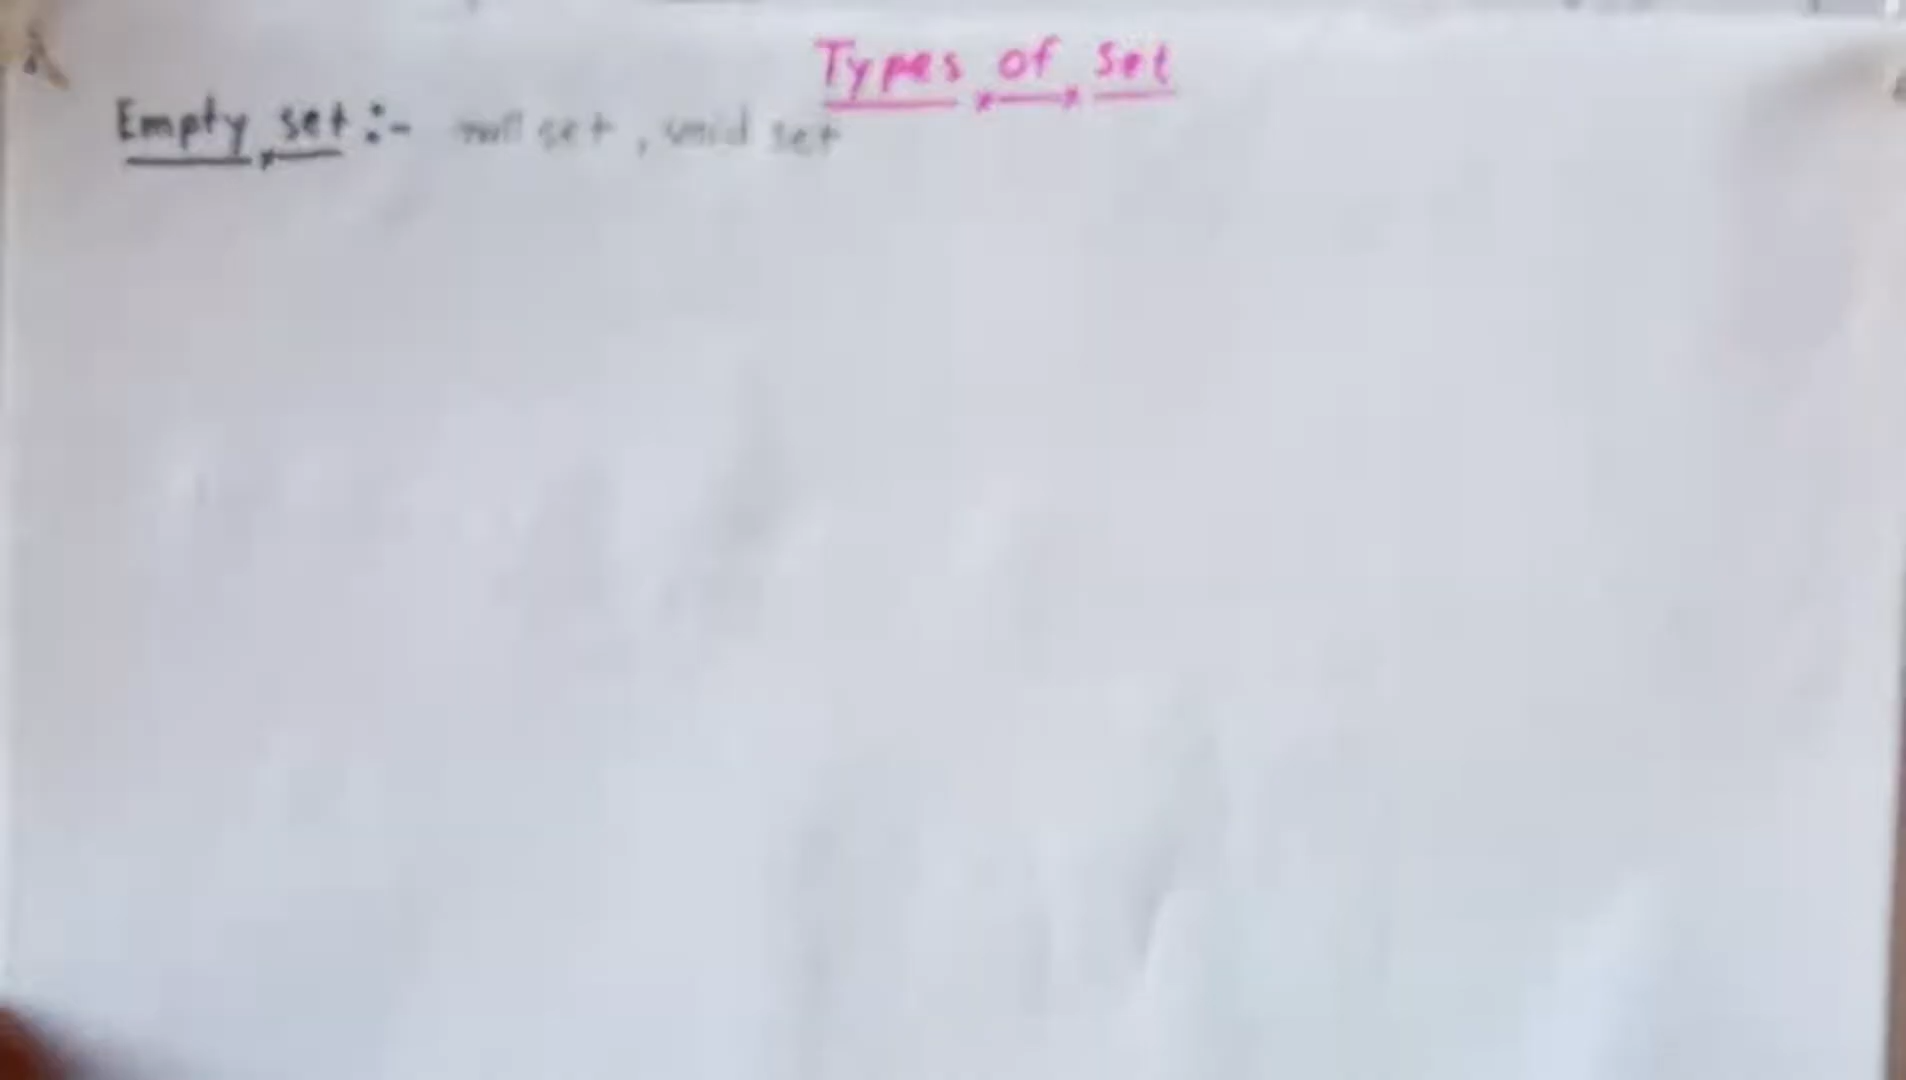 Types of Set
Empty set :- null set , void set